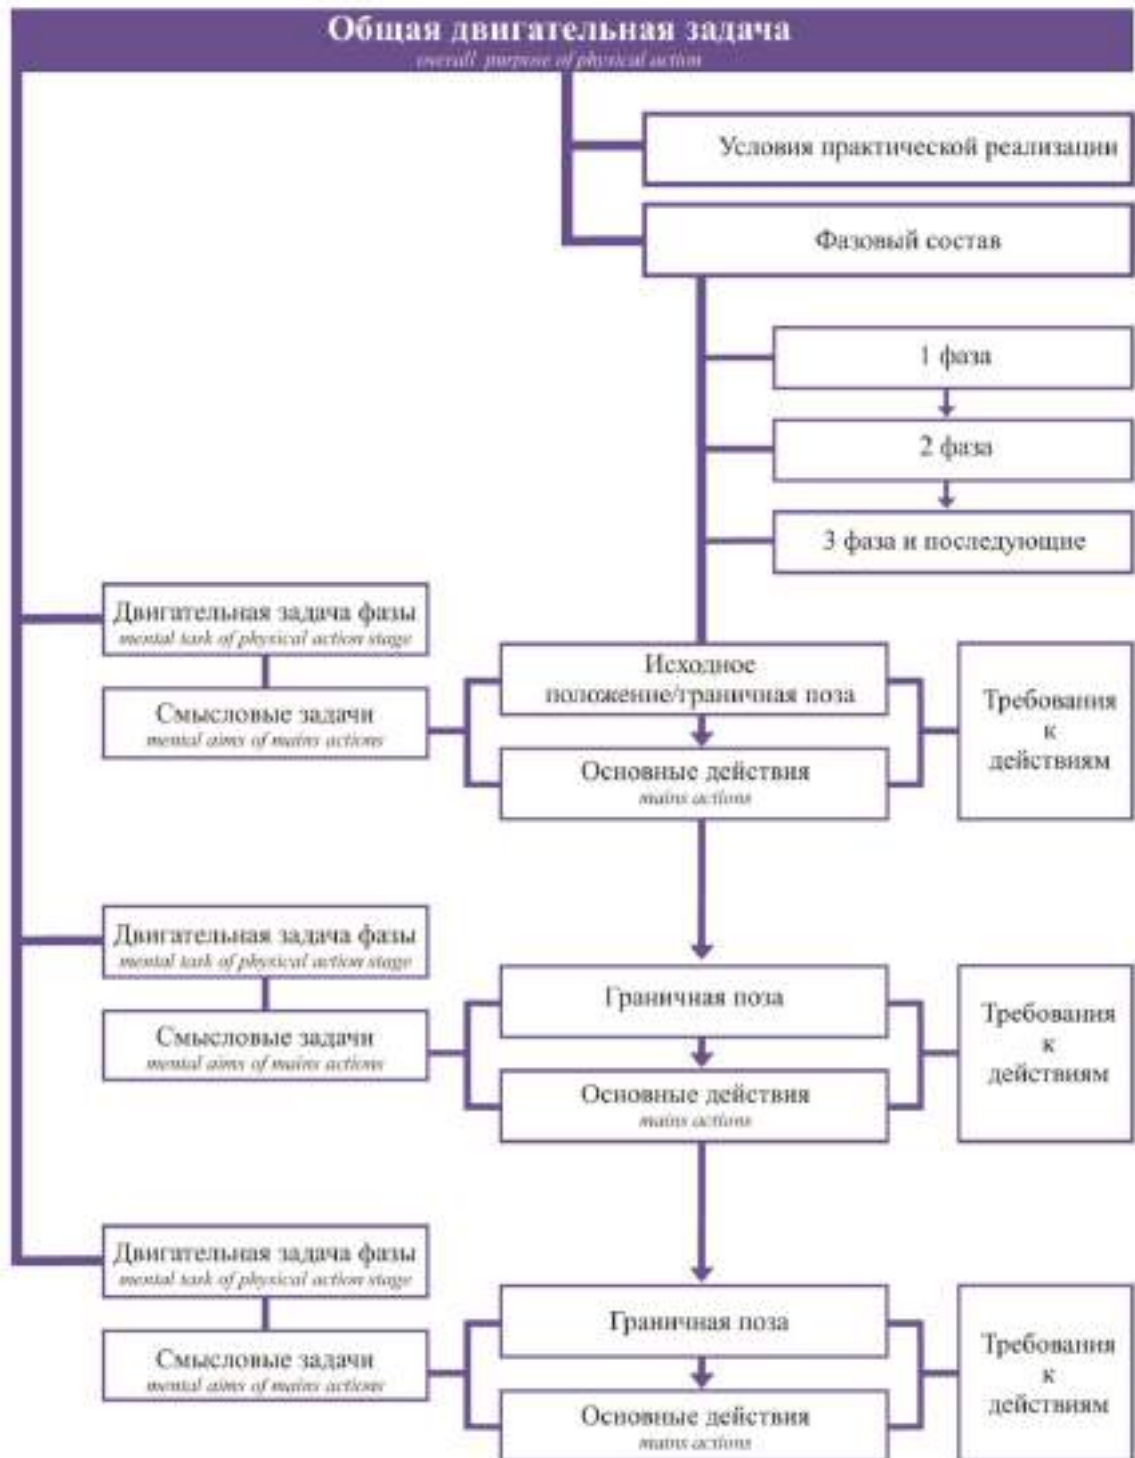 Общая двигательная задача
overall purpose of physical action
Условия практической реализации
Фазовый состав
1 фаза
2 фаза
3 фаза и последующие
Двигательная задача фазы
mental task of physical action stage
Смысловые задачи
mental aims of mains actions
Исходное
положение/граничная поза
Основные действия
mains actions
Требования
к
действиям
Двигательная задача фазы
mental task of physical action stage
Смысловые задачи
mental aims of mains actions
Граничная поза
Основные действия
mains actions
Требования
к
действиям
Двигательная задача фазы
mental task of physical action stage
Смысловые задачи
mental aims of mains actions
Граничная поза
Основные действия
mains actions
Требования
к
действиям